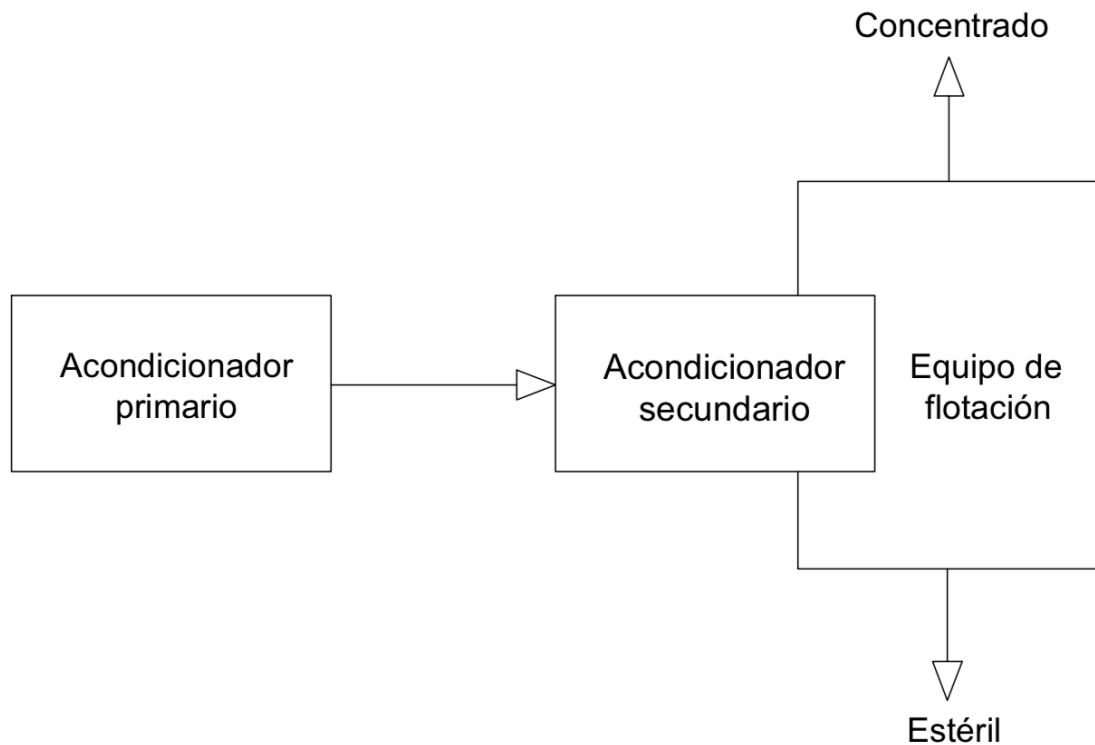 Concentrado
Acondicionador
primario
Acondicionador
secundario
Equipo de
flotación
Estéril